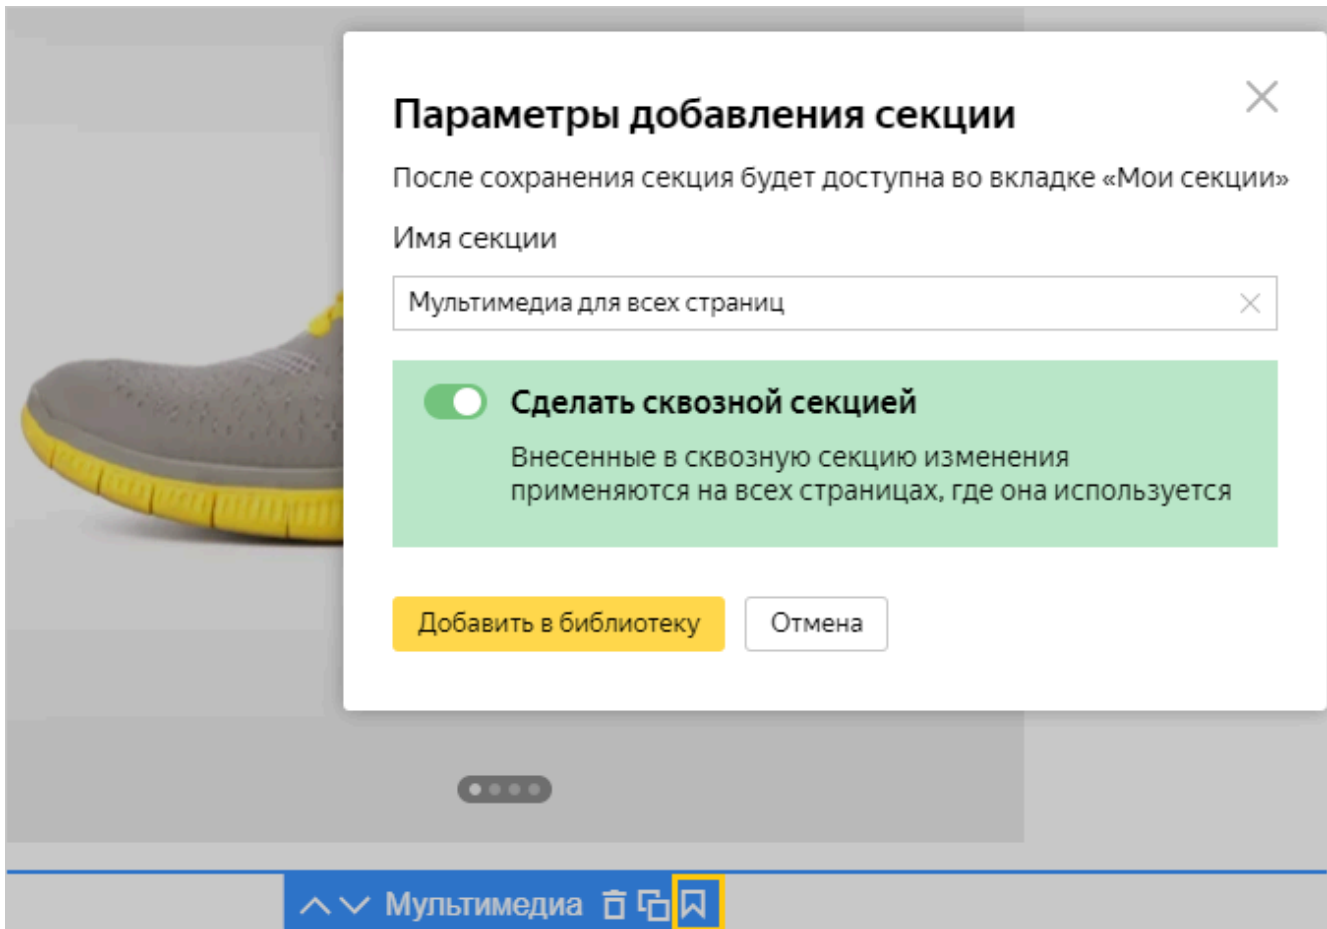 Параметры добавления секции
После сохранения секция будет доступна во вкладке «Мои секции»
Имя секции
Мультимедиа для всех страниц
Сделать сквозной секцией
Внесенные в сквозную секцию изменения
применяются на всех страницах, где она используется
Добавить в библиотеку
Отмена
Мультимедиа